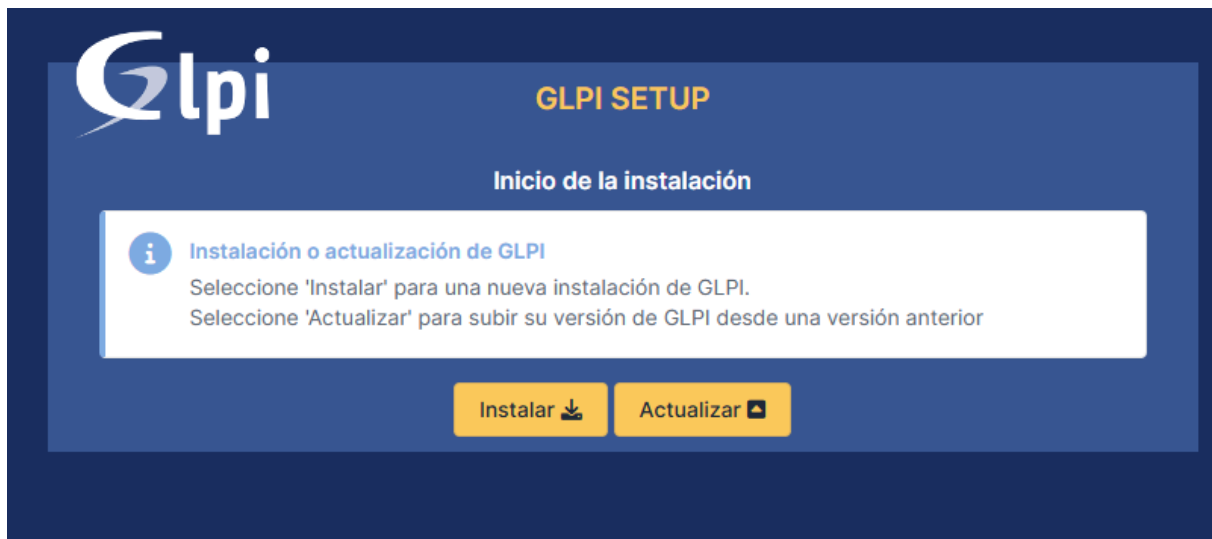 Glpi
GLPI SETUP
Inicio de la instalación
Instalación o actualización de GLPI
Seleccione 'Instalar' para una nueva instalación de GLPI.
Seleccione 'Actualizar' para subir su versión de GLPI desde una versión anterior
Instalar
Actualizar